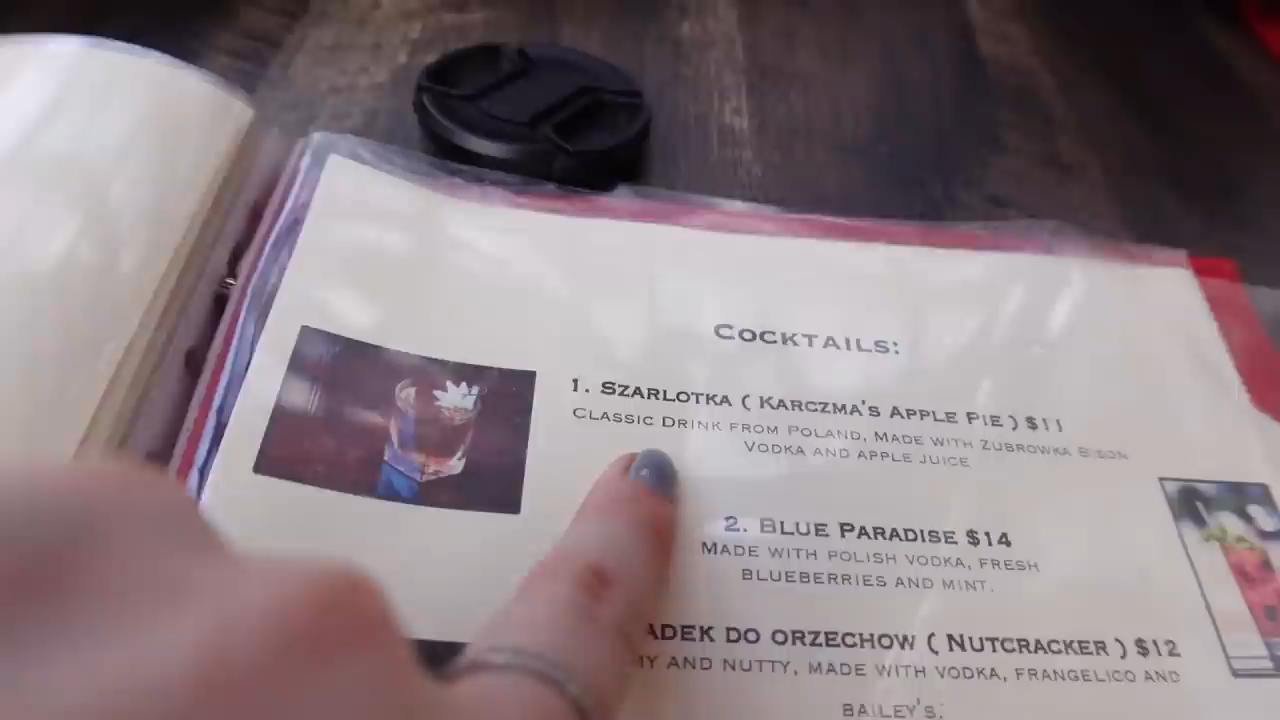 COCKTAILS:
1. SZARLOTKA ( KARCZMA'S APPLE PIE ) $11
CLASSIC DRINK FROM POLAND, MADE WITH ZUBROWKA BISON
VODKA AND APPLE JUICE
2. BLUE PARADISE $14
MADE WITH POLISH VODKA, FRESH
BLUEBERRIES AND MINT.
DO ORZECHOW ( NUTCRACKER ) $12
AND NUTTY, MADE WITH VODKA, FRANGELICO AND
BAILEY'S.